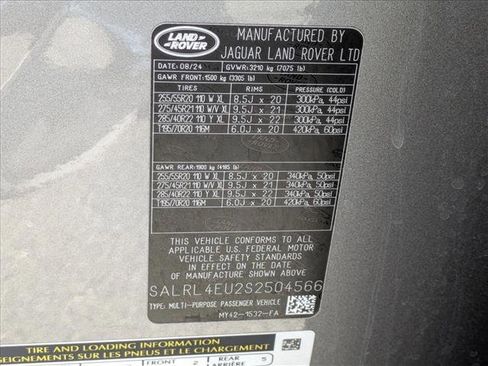 LAND
ROVER
MANUFACTURED BY
JAGUAR LAND ROVER LTD
DATE: 08/24 GVWR: 3210 kg (7075 lb)
GAWR FRONT: 1500 kg (3305 lb)
TIRES RIMS PRESSURE (COLD)
255/55R20 110 W XL 8.5J x 20 300kPa, 44psi
275/45R21 110 W/V XL 9.5J x 21 300kPa, 44psi
285/40R22 110 Y XL 9.5J x 22 300kPa, 44psi
T195/70R20 116M 6.0J x 20 420kPa, 60psi
GAWR REAR: 1900 kg (4185 lb)
255/55R20 110 W XL 8.5J x 20 340kPa, 50psi
275/45R21 110 W/V XL 9.5J x 21 340kPa, 50psi
285/40R22 110 Y XL 9.5J x 22 340kPa, 50psi
T195/70R20 116M 6.0J x 20 420kPa, 60psi
THIS VEHICLE CONFORMS TO ALL
APPLICABLE U.S. FEDERAL MOTOR
VEHICLE SAFETY STANDARDS
IN EFFECT ON THE DATE OF
MANUFACTURE SHOWN ABOVE
SALRL4EU2S2504566
TYPE: MULTI-PURPOSE PASSENGER VEHICLE
MY42-1532-FA
TIRE AND LOADING INFORMATION
ENSEIGNEMENTS SUR LES PNEUS ET LE CHARGEMENT
FRONT 2 REAR 5